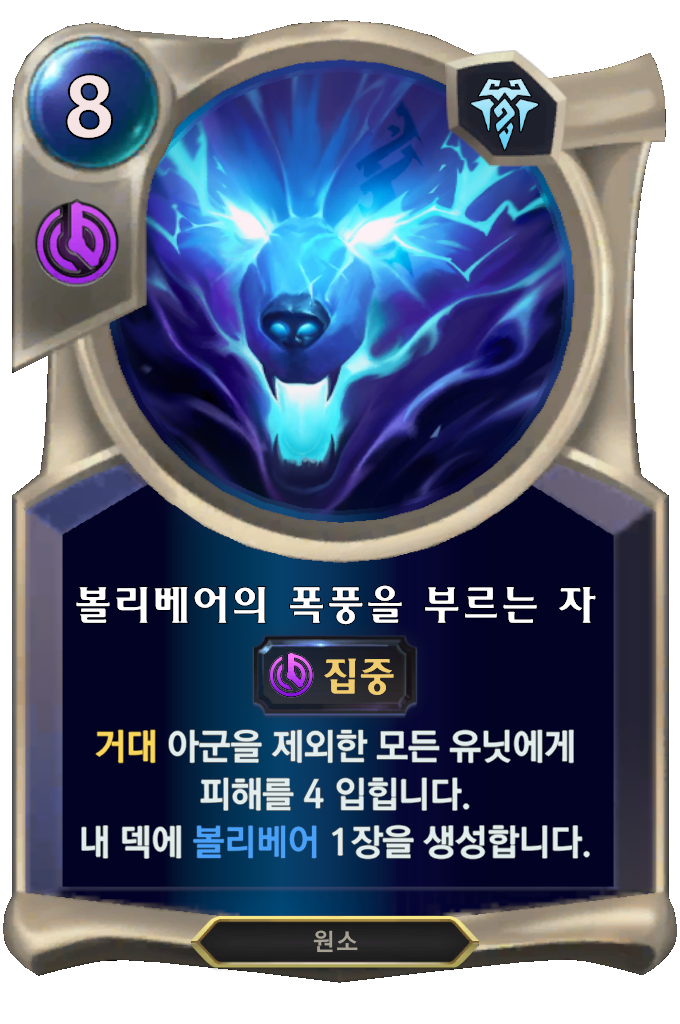 8
볼리베어의 폭풍을 부르는 자
집중
거대 아군을 제외한 모든 유닛에게
피해를 4 입힙니다.
내 덱에 볼리베어 1장을 생성합니다.
원소